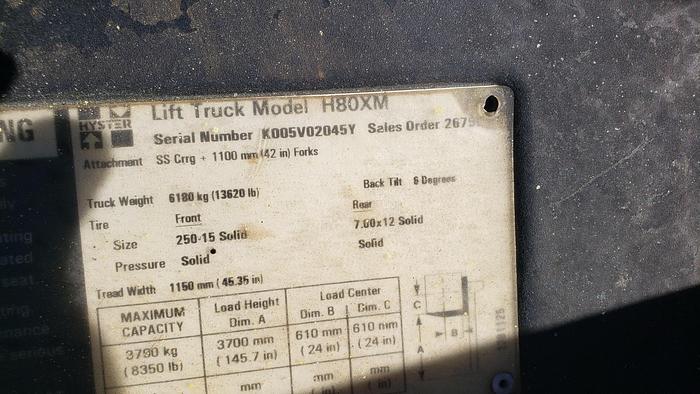 NG
HYSTER
Lift Truck Model H80XM
Serial Number K005V02045Y Sales Order 2679
Attachment SS Crrg + 1100 mm (42 in) Forks
Truck Weight 6180 kg (13620 lb) Back Tilt 6 Degrees
Tire Front Rear
Size 250-15 Solid 7.00x12 Solid
Pressure Solid Solid
Tread Width 1150 mm (45.35 in)
MAXIMUM CAPACITY Load Height Dim. A Load Center Dim. B Dim. C
3790 kg (8350 lb) 3700 mm (145.7 in) 610 mm (24 in) 610 mm (24 in)
mm mm mm
( in) ( in)
C
B
A
seat